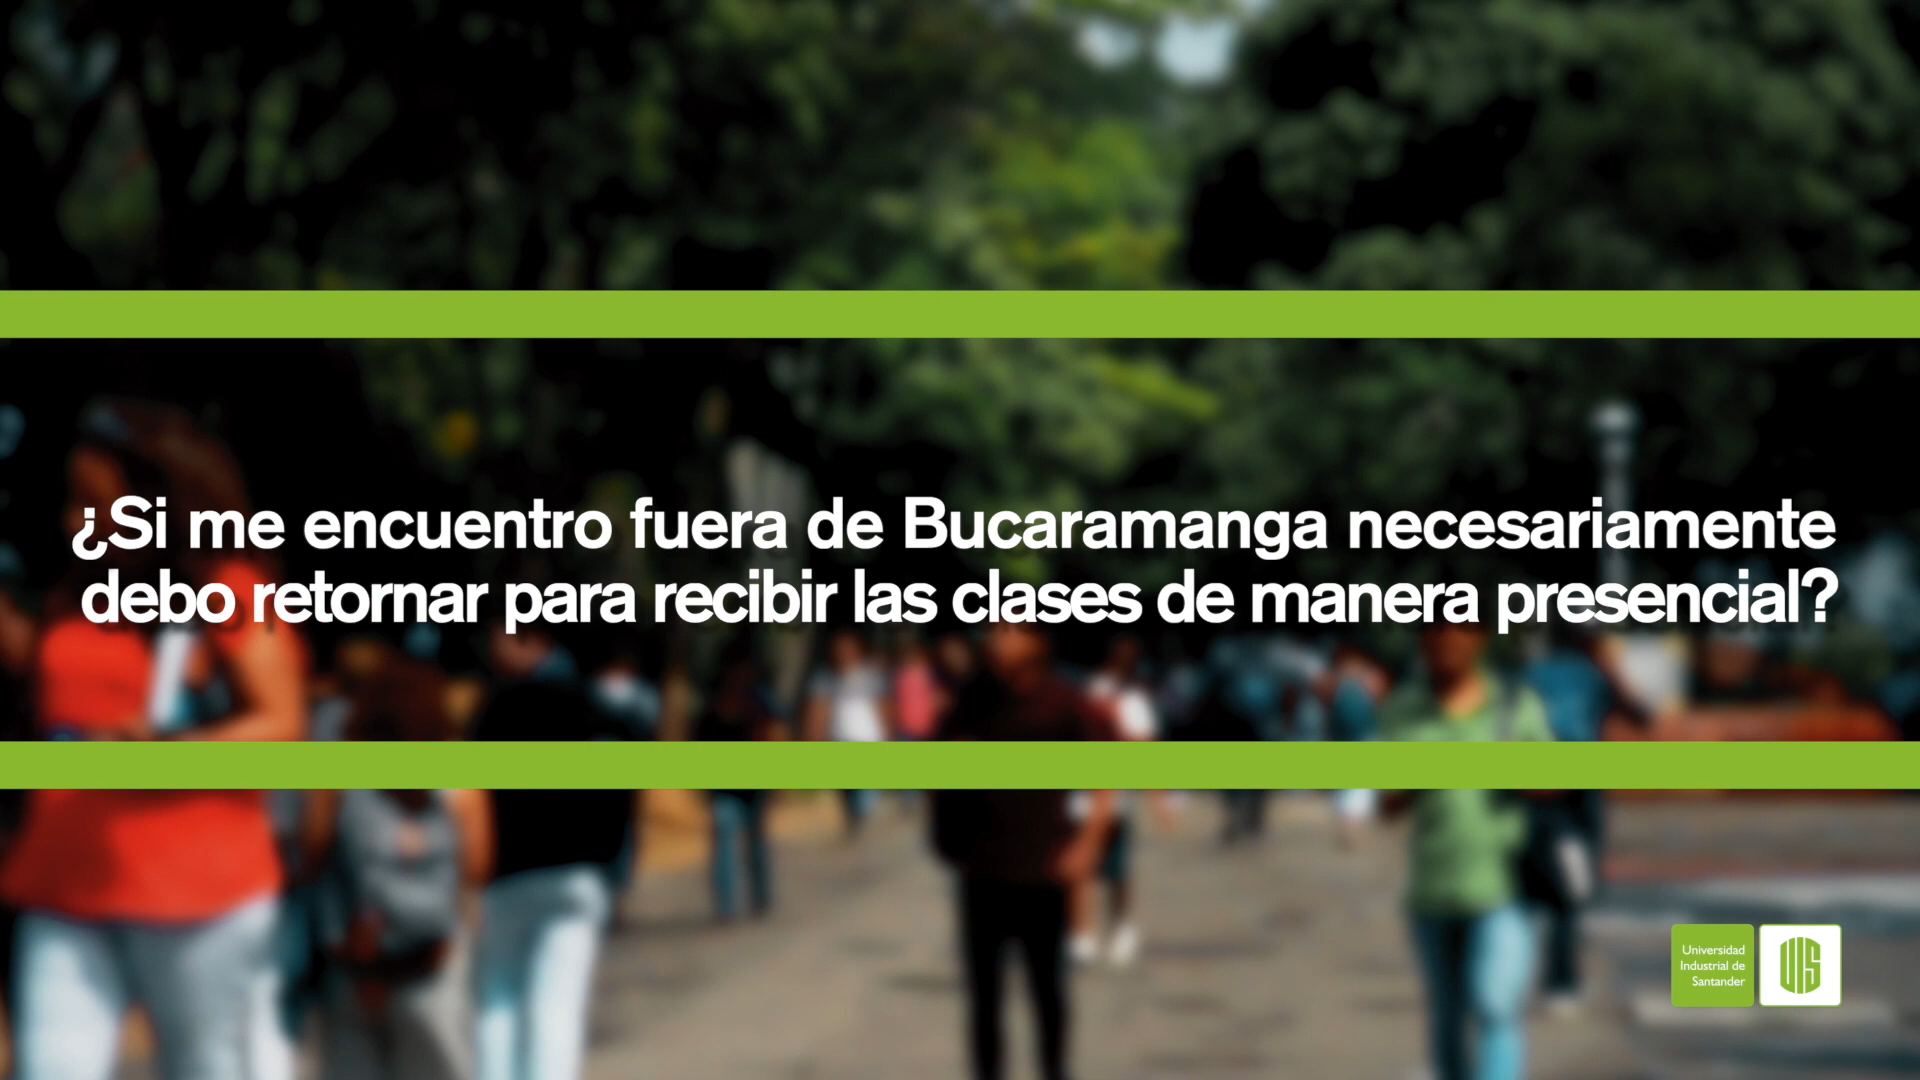 ¿Si me encuentro fuera de Bucaramanga necesariamente
debo retornar para recibir las clases de manera presencial?
Universidad
Industrial de
Santander
UIS